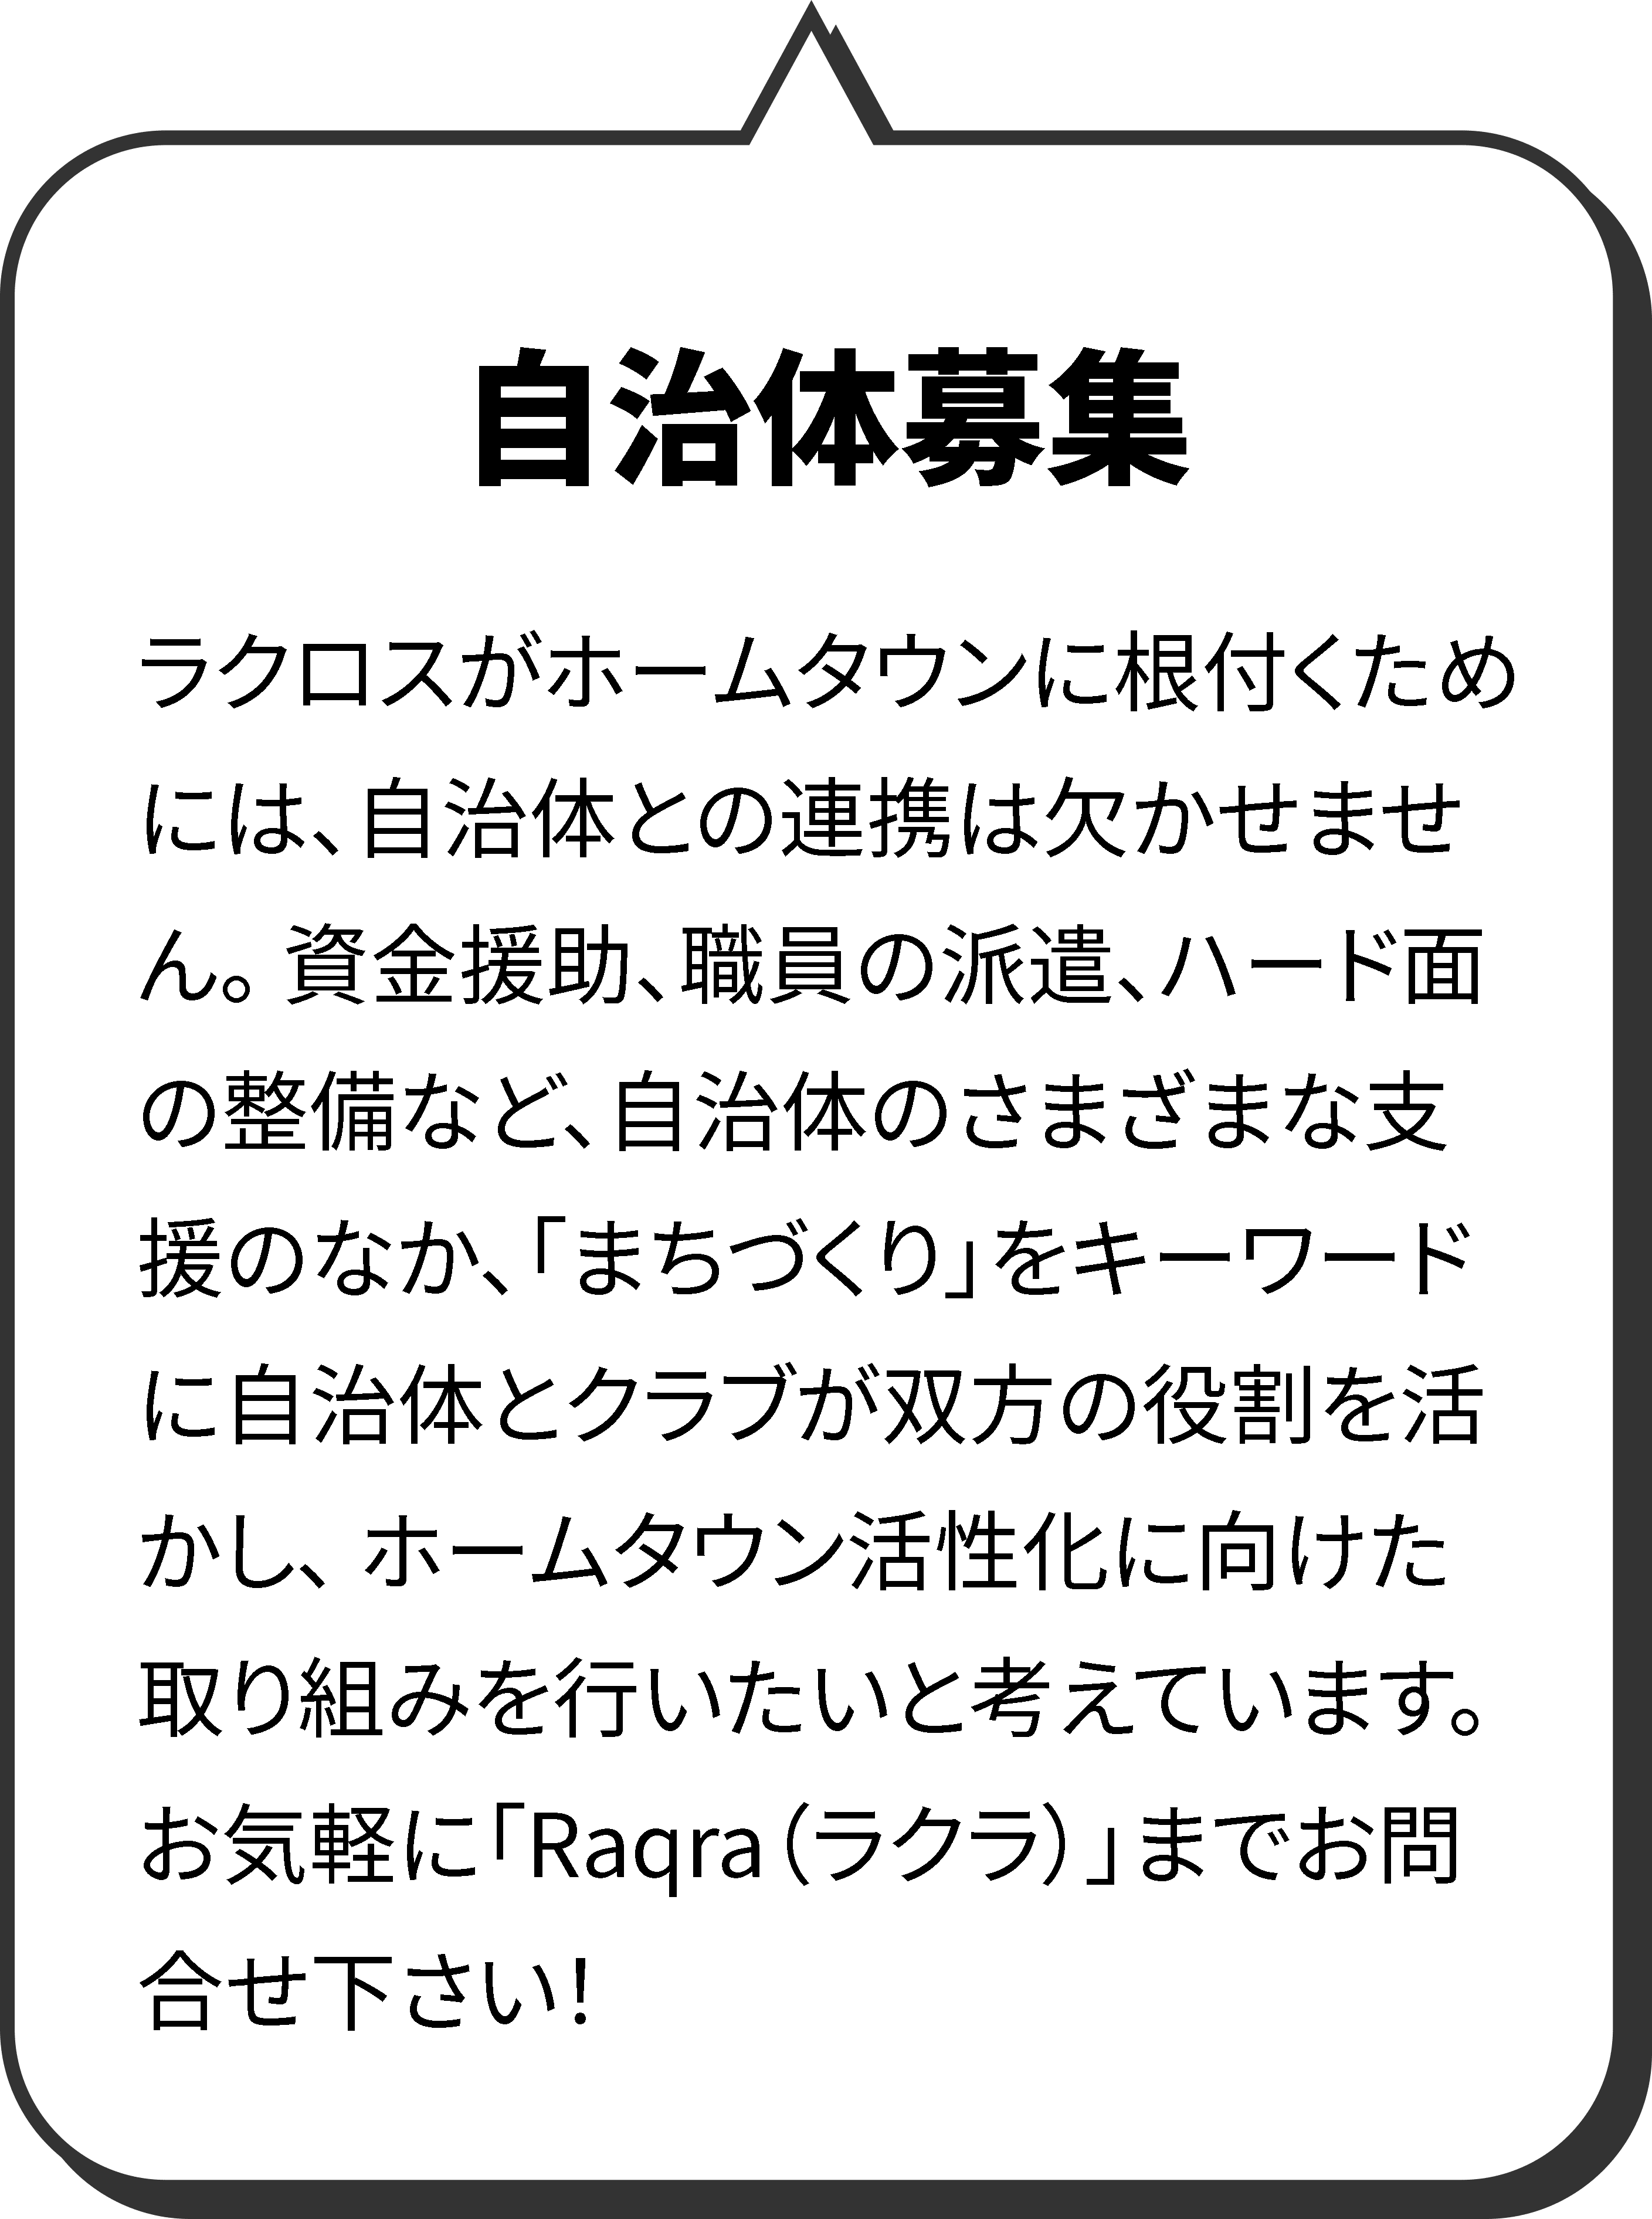 自治体募集
ラクロスがホームタウンに根付くため
には、自治体との連携は欠かせませ
ん。資金援助、職員の派遣、ハード面
の整備など、自治体のさまざまな支
援のなか、「まちづくり」をキーワード
に自治体とクラブが双方の役割を活
かし、ホームタウン活性化に向けた
取り組みを行いたいと考えています。
お気軽に「Raqra（ラクラ）」までお問
合せ下さい！